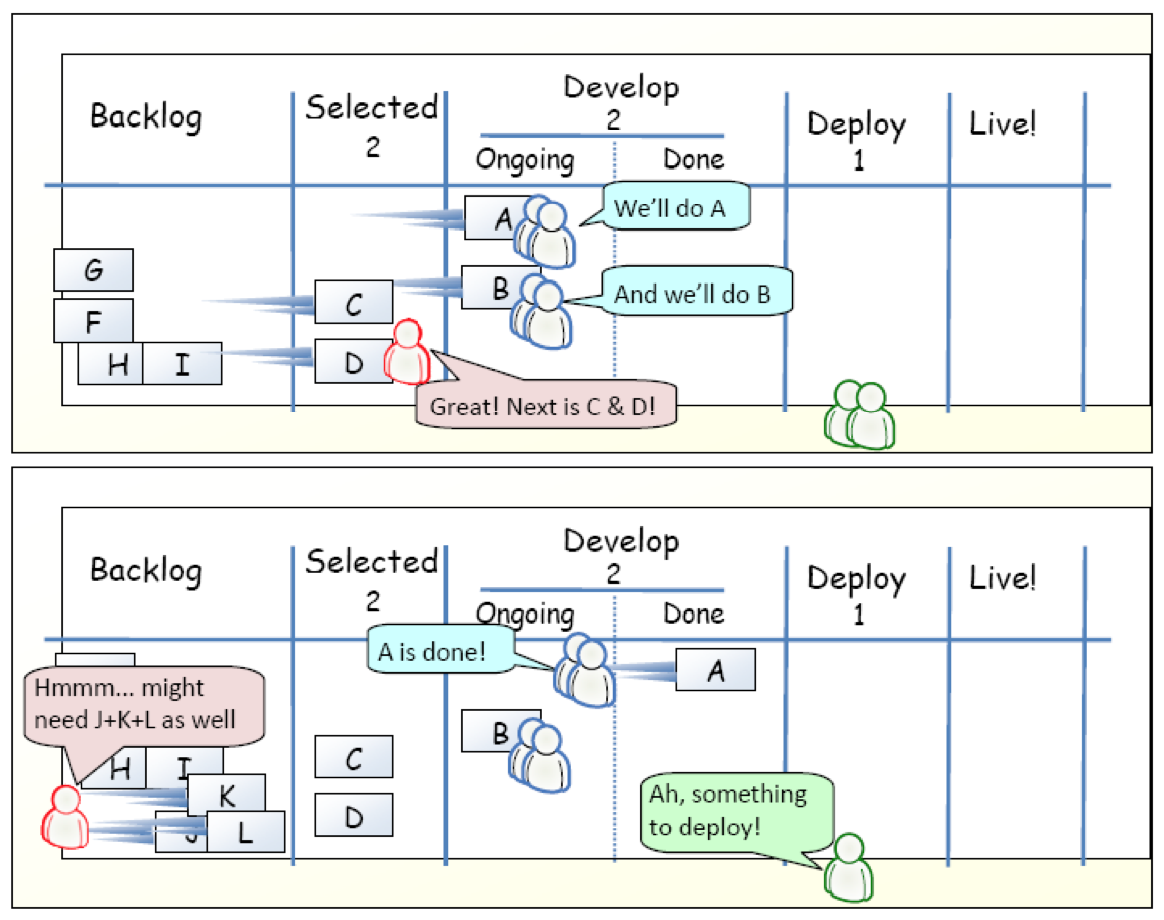 Backlog
Selected
2
Develop
2
Ongoing
Done
Deploy
1
Live!
A
We'll do A
B
And we'll do B
G
F
H
I
C
D
Great! Next is C & D!
Backlog
Selected
2
Develop
2
Ongoing
Done
Deploy
1
Live!
A is done!
A
Hmmm... might
need J+K+L as well
B
H
I
K
L
C
D
Ah, something
to deploy!